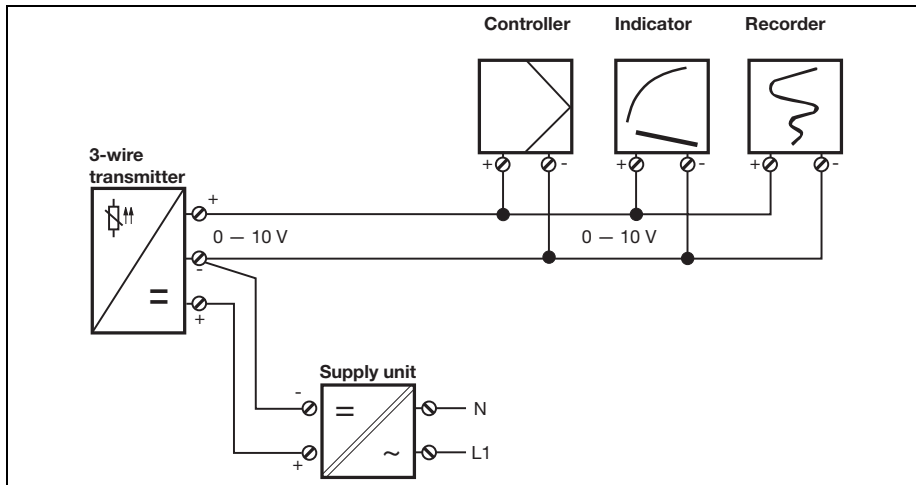 Controller Indicator Recorder
+ - + - + -
3-wire
transmitter
+
0 — 10 V 0 — 10 V
-
+
Supply unit
-
N
+
L1
=
=
~